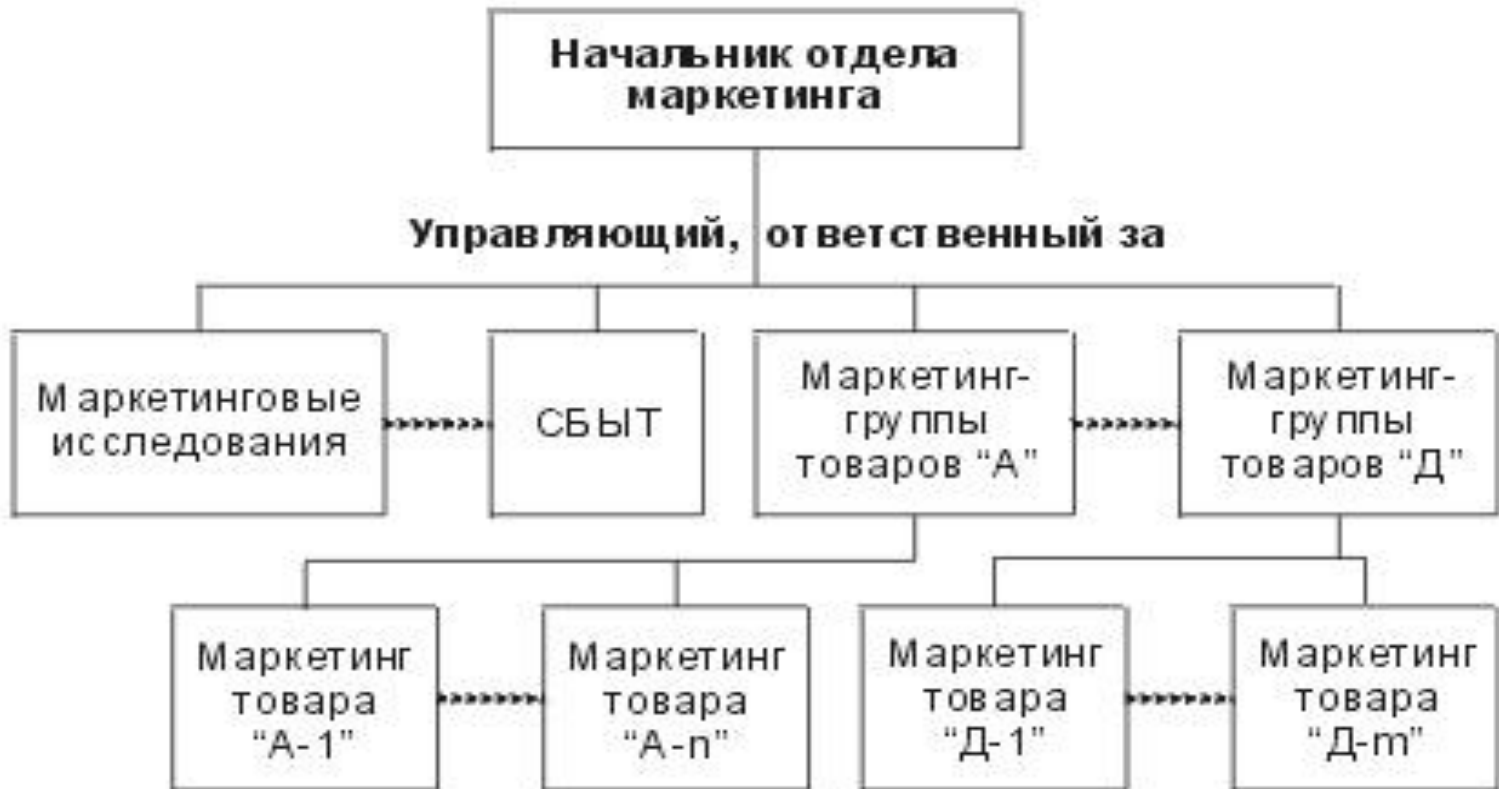 Начальник отдела
маркетинга
Управляющий, ответственный за
Маркетинговые
исследования
СБЫТ
Маркетинг-
группы
товаров “А”
Маркетинг-
группы
товаров “Д”
Маркетинг
товара
“А-1”
Маркетинг
товара
“А-n”
Маркетинг
товара
“Д-1”
Маркетинг
товара
“Д-m”